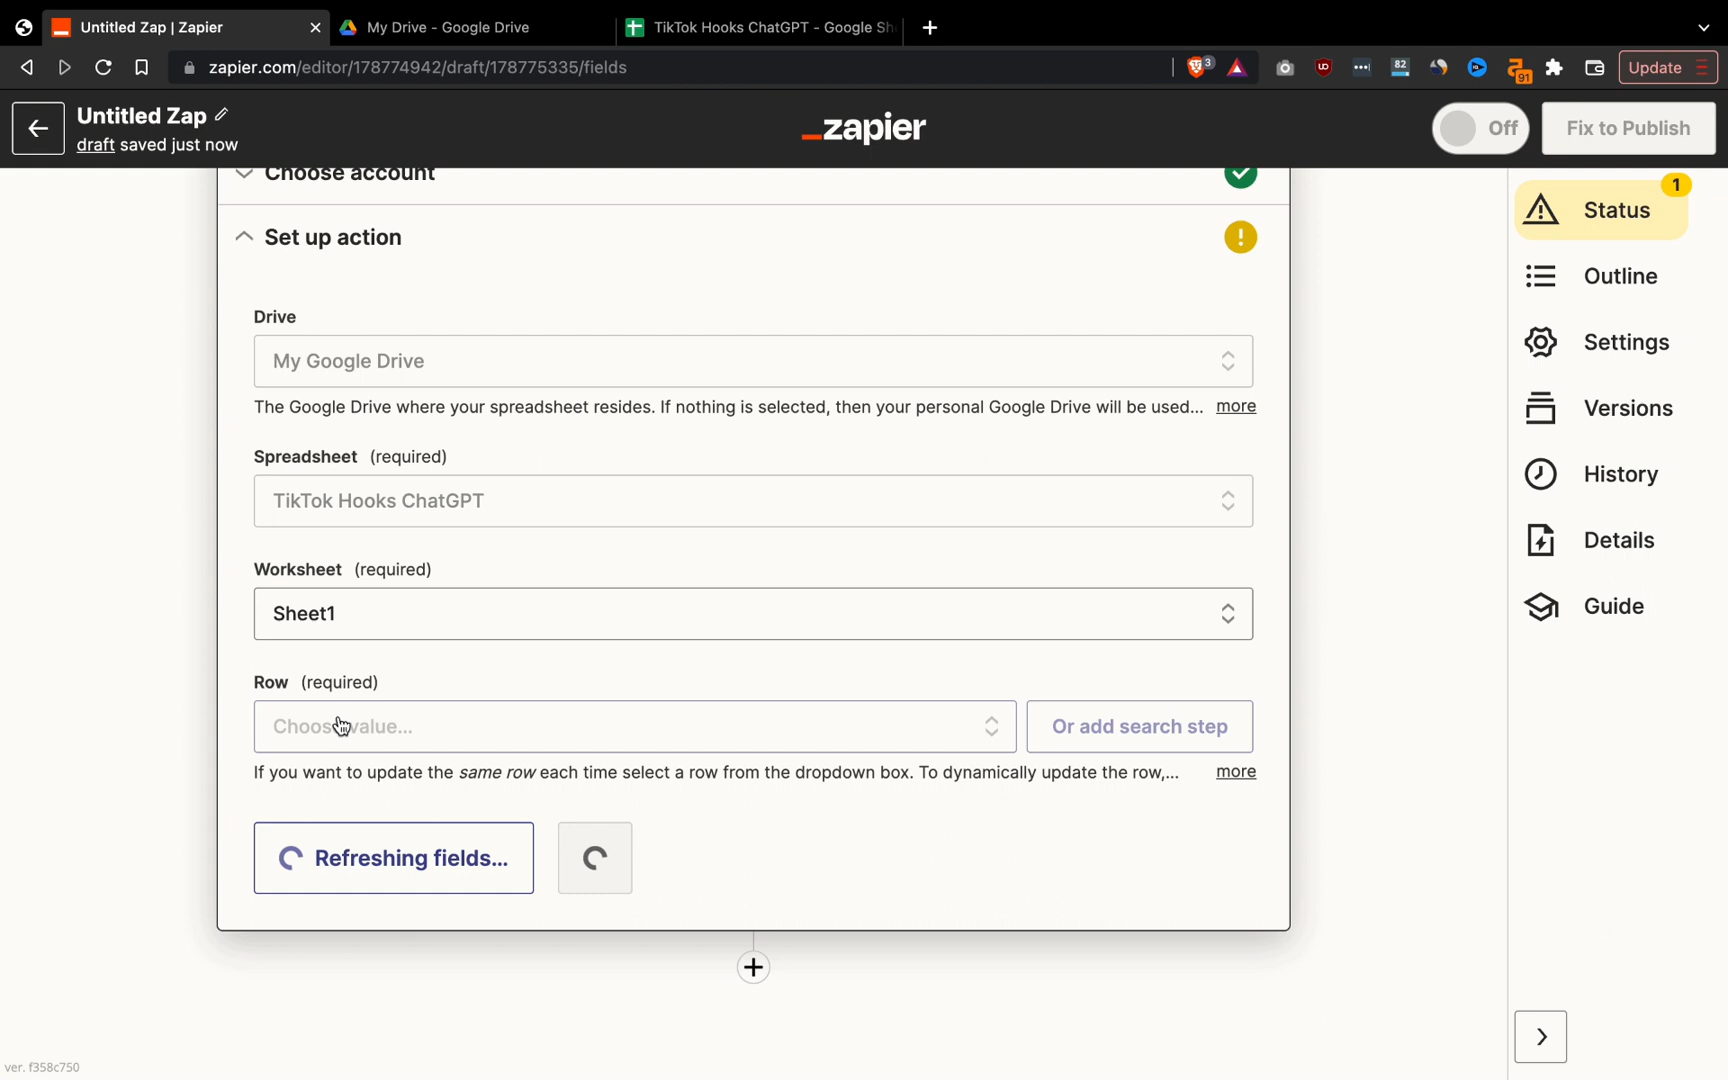 Untitled Zap | Zapier
My Drive - Google Drive
TikTok Hooks ChatGPT - Google Sh
zapier.com/editor/178774942/draft/178775335/fields
3
82
91
Update
Untitled Zap
draft saved just now
_zapier
Off
Fix to Publish
Choose account
Set up action
Drive
My Google Drive
The Google Drive where your spreadsheet resides. If nothing is selected, then your personal Google Drive will be used... more
Spreadsheet (required)
TikTok Hooks ChatGPT
Worksheet (required)
Sheet1
Row (required)
Choose value...
Or add search step
If you want to update the same row each time select a row from the dropdown box. To dynamically update the row,... more
Refreshing fields...
1
Status
Outline
Settings
Versions
History
Details
Guide
ver. f358c750